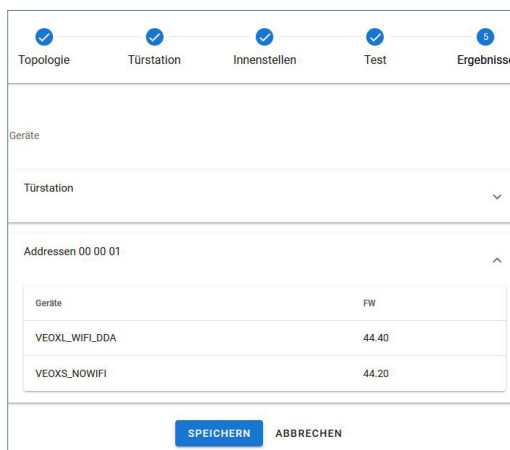 5
Topologie Türstation Innenstellen Test Ergebnisse
Geräte
Türstation
Addressen 00 00 01
Geräte FW
VEOXL_WIFI_DDA 44.40
VEOXS_NOWIFI 44.20
SPEICHERN ABBRECHEN